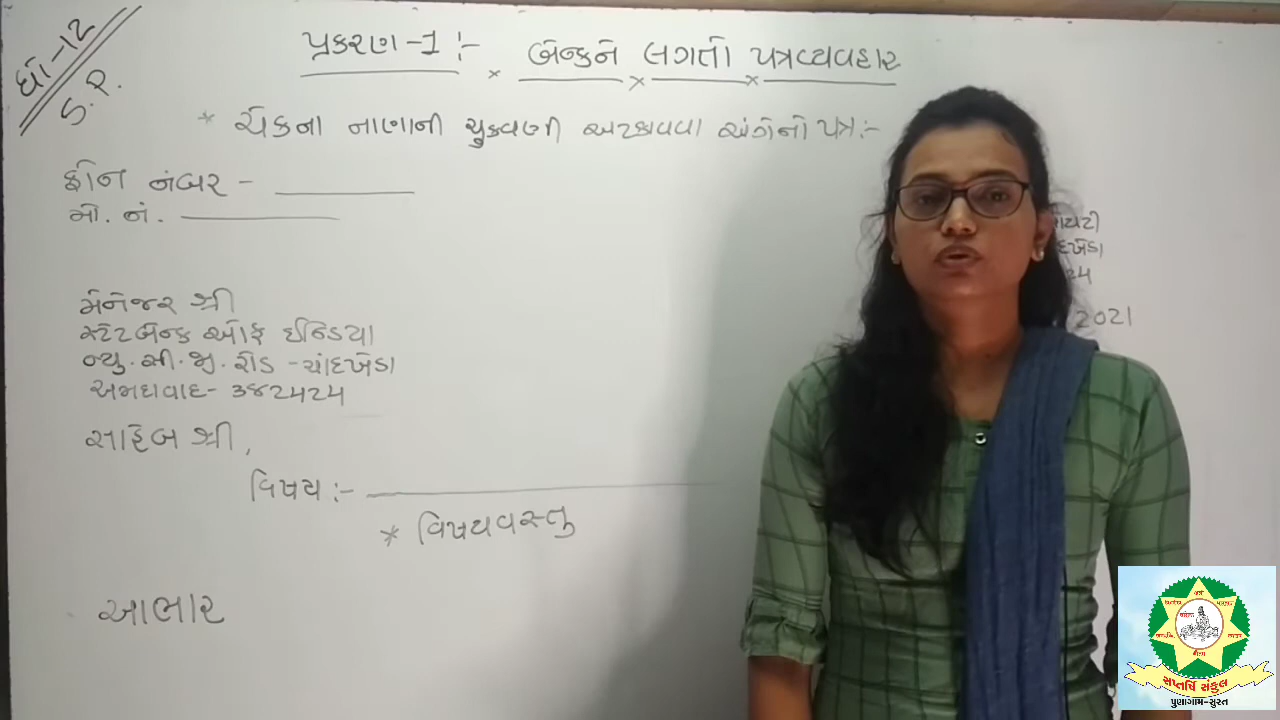 ધો-12
S.P.
પ્રકરણ-1 :- બેન્કને લગતો પત્રવ્યવહાર
* ચેકના નાણાની ચુકવણી અટકાવવા અંગેનો પત્ર:-
ફોન નંબર -
મો. નં.
2021
મેનેજર શ્રી
સ્ટેટ બેન્ક ઓફ ઈન્ડિયા
ન્યુ. સી. જી. રોડ - ચાંદખેડા
અમદાવાદ- 382424
સાહેબ શ્રી,
વિષય :-
* વિષયવસ્તુ
આભાર
સપ્તર્ષિ સંકુલ
પુણાગામ-સુરત